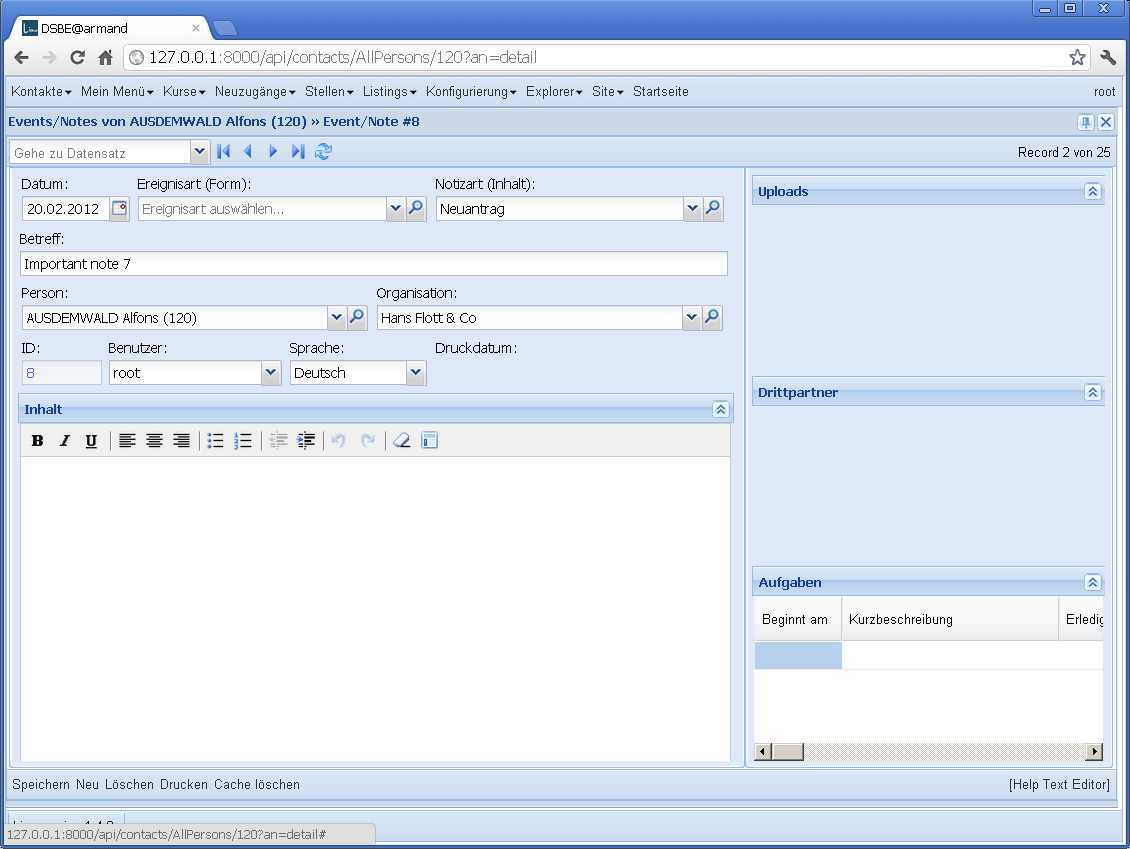 DSBE@armand
127.0.0.1:8000/api/contacts/AllPersons/120?an=detail
Kontakte Mein Menü Kurse Neuzugänge Stellen Listings Konfigurierung Explorer Site Startseite root
Events/Notes von AUSDEMWALD Alfons (120) » Event/Note #8
Gehe zu Datensatz Record 2 von 25
Datum: Ereignisart (Form): Notizart (Inhalt):
20.02.2012 Ereignisart auswählen... Neuantrag
Betreff:
Important note 7
Person: Organisation:
AUSDEMWALD Alfons (120) Hans Flott & Co
ID: Benutzer: Sprache: Druckdatum:
8 root Deutsch
Inhalt
B I U
Uploads
Drittpartner
Aufgaben
Beginnt am Kurzbeschreibung Erledig
Speichern Neu Löschen Drucken Cache löschen [Help Text Editor]
127.0.0.1:8000/api/contacts/AllPersons/120?an=detail#